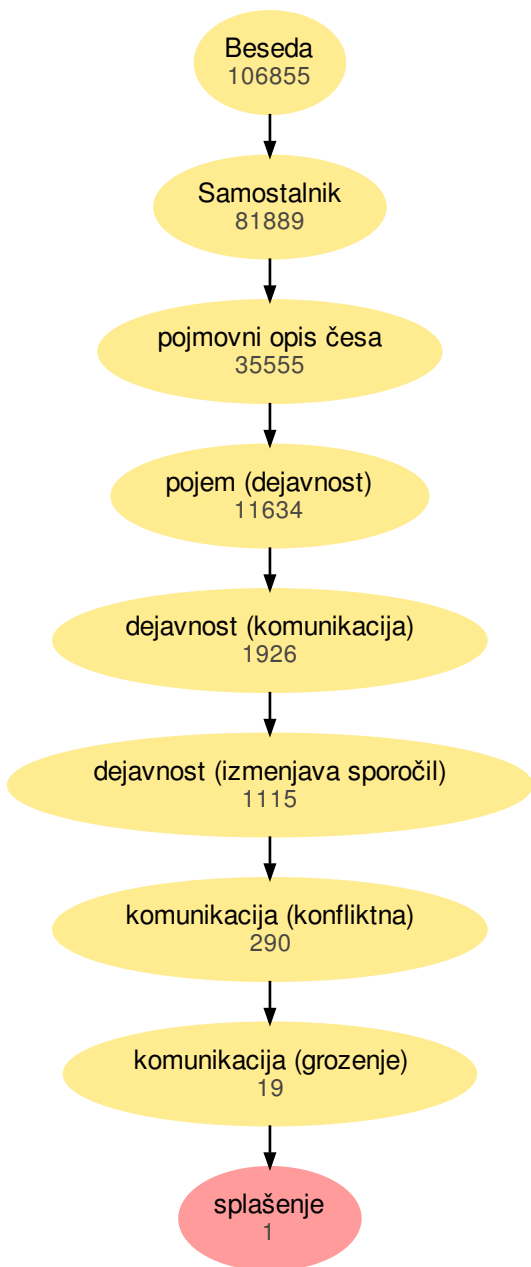 Beseda
106855
Samostalnik
81889
pojmovni opis česa
35555
pojem (dejavnost)
11634
dejavnost (komunikacija)
1926
dejavnost (izmenjava sporočil)
1115
komunikacija (konfliktna)
290
komunikacija (grozenje)
19
splašenje
1